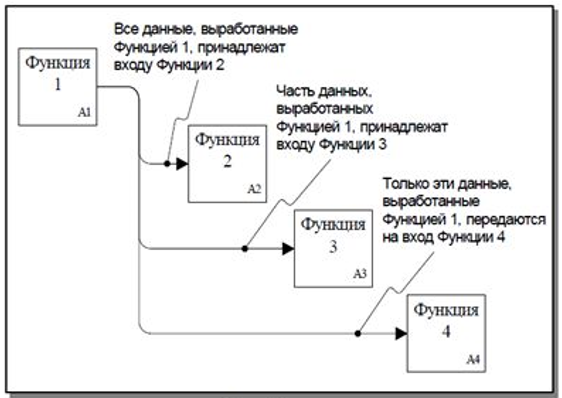 Все данные, выработанные
Функцией 1, принадлежат
входу Функции 2
Функция
1
A1
Часть данных,
выработанных
Функцией 1, принадлежат
входу Функции 3
Функция
2
A2
Только эти данные,
выработанные
Функцией 1, передаются
на вход Функции 4
Функция
3
A3
Функция
4
A4